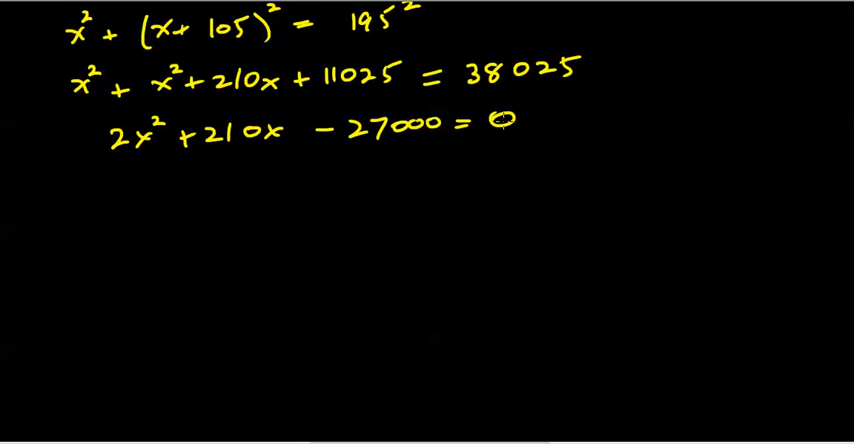 x² + (x + 105)² = 195²
x² + x² + 210x + 11025 = 38025
2x² + 210x - 27000 = 0